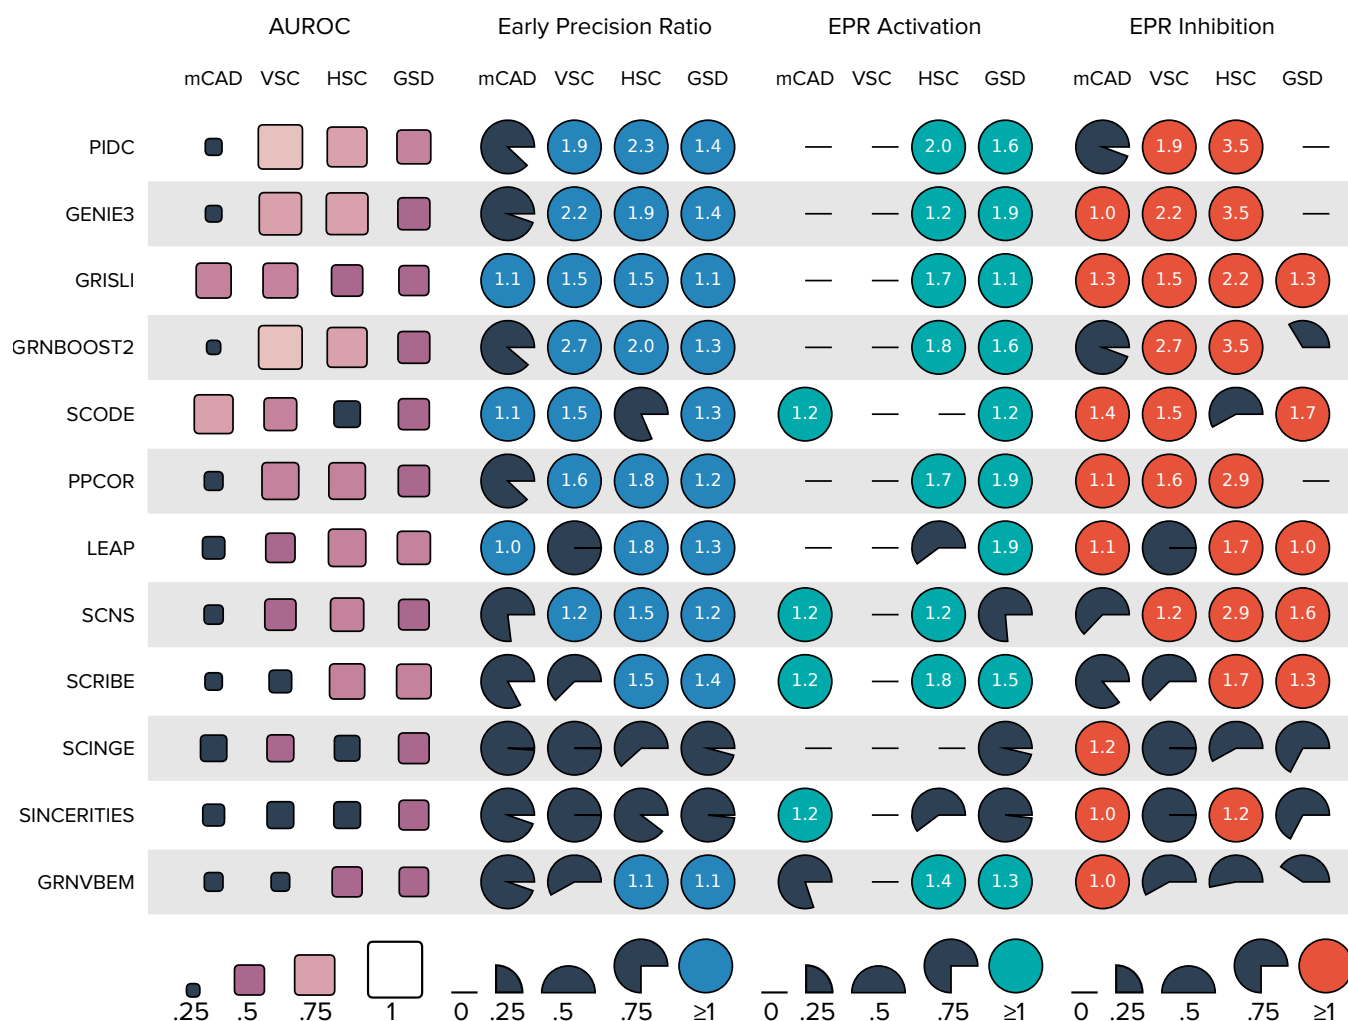 AUROC Early Precision Ratio EPR Activation EPR Inhibition
mCAD VSC HSC GSD mCAD VSC HSC GSD mCAD VSC HSC GSD mCAD VSC HSC GSD
PIDC 1.9 2.3 1.4 — — 2.0 1.6 1.9 3.5 —
GENIE3 2.2 1.9 1.4 — — 1.2 1.9 1.0 2.2 3.5 —
GRISLI 1.1 1.5 1.5 1.1 — — 1.7 1.1 1.3 1.5 2.2 1.3
GRNBOOST2 2.7 2.0 1.3 — — 1.8 1.6 2.7 3.5
SCODE 1.1 1.5 1.3 1.2 — — 1.2 1.4 1.5 1.7
PPCOR 1.6 1.8 1.2 — — 1.7 1.9 1.1 1.6 2.9 —
LEAP 1.0 1.8 1.3 — — 1.9 1.1 1.7 1.0
SCNS 1.2 1.5 1.2 1.2 — 1.2 1.2 2.9 1.6
SCRIBE 1.5 1.4 1.2 — 1.8 1.5 1.7 1.3
SCINGE — — — 1.2
SINCERITIES 1.2 — 1.0 1.2
GRNVBEM 1.1 1.1 — 1.4 1.3 1.0
.25 .5 .75 1 0 .25 .5 .75 ≥1 0 .25 .5 .75 ≥1 0 .25 .5 .75 ≥1